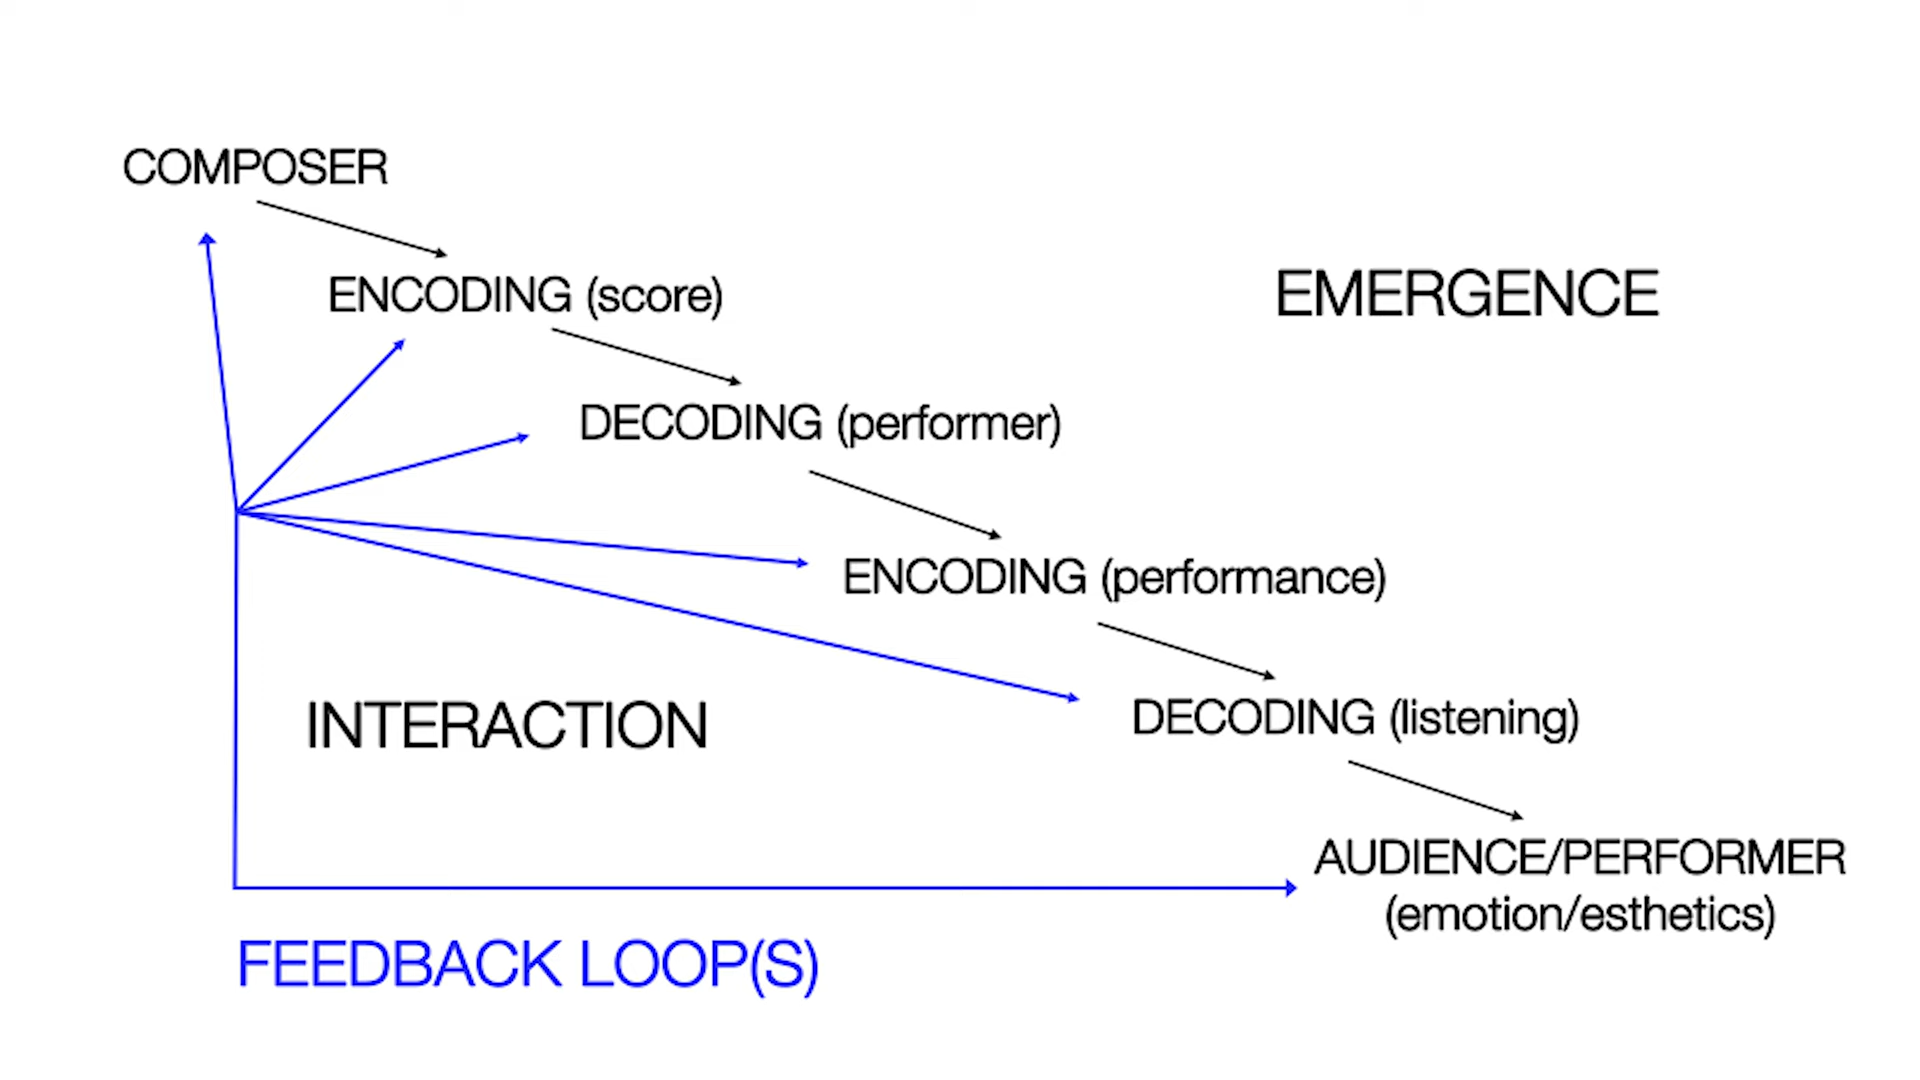 COMPOSER
ENCODING (score)
EMERGENCE
DECODING (performer)
ENCODING (performance)
INTERACTION
DECODING (listening)
AUDIENCE/PERFORMER
(emotion/esthetics)
FEEDBACK LOOP(S)